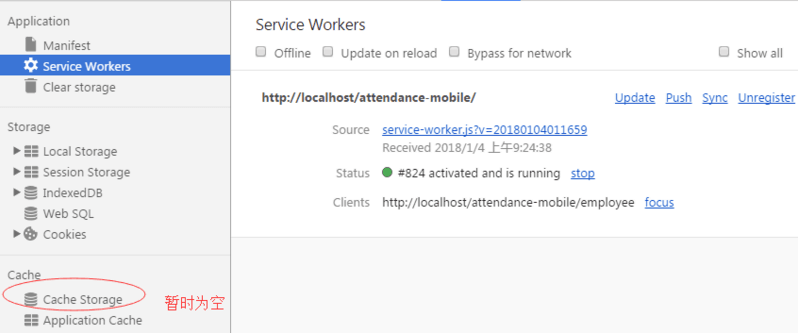 Application
Manifest
Service Workers
Clear storage
Storage
Local Storage
Session Storage
IndexedDB
Web SQL
Cookies
Cache
Cache Storage
暂时为空
Application Cache
Service Workers
Offline Update on reload Bypass for network Show all
http://localhost/attendance-mobile/ Update Push Sync Unregister
Source service-worker.js?v=20180104011659
Received 2018/1/4 上午9:24:38
Status #824 activated and is running stop
Clients http://localhost/attendance-mobile/employee focus